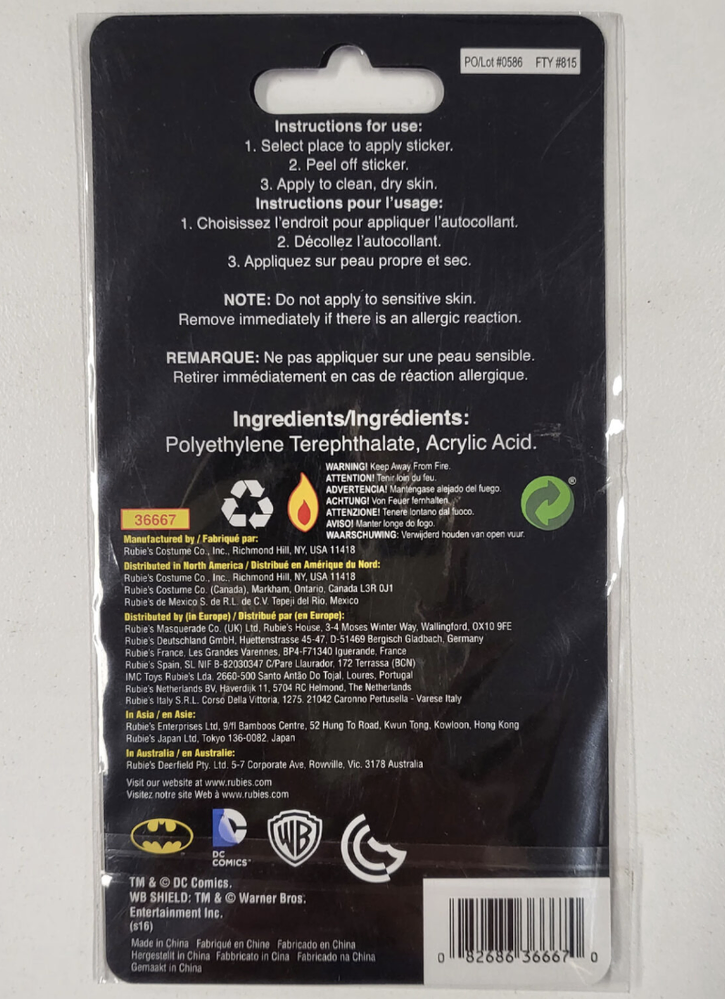 PO/Lot #0586 FTY #815
Instructions for use:
1. Select place to apply sticker.
2. Peel off sticker.
3. Apply to clean, dry skin.
Instructions pour l'usage:
1. Choisissez l'endroit pour appliquer l'autocollant.
2. Décollez l'autocollant.
3. Appliquez sur peau propre et sec.
NOTE: Do not apply to sensitive skin.
Remove immediately if there is an allergic reaction.
REMARQUE: Ne pas appliquer sur une peau sensible.
Retirer immédiatement en cas de réaction allergique.
Ingredients/Ingrédients:
Polyethylene Terephthalate, Acrylic Acid.
WARNING! Keep Away From Fire.
ATTENTION! Tenir loin du feu.
ADVERTENCIA! Manténgase alejado del fuego.
ACHTUNG! Von Feuer fernhalten.
ATTENZIONE! Tenere lontano dal fuoco.
AVISO! Manter longe do fogo.
WAARSCHUWING: Verwijderd houden van open vuur.
®
36667
Manufactured by / Fabriqué par:
Rubie's Costume Co., Inc., Richmond Hill, NY, USA 11418
Distributed in North America / Distribué en Amérique du Nord:
Rubie's Costume Co., Inc., Richmond Hill, NY, USA 11418
Rubie's Costume Co. (Canada), Markham, Ontario, Canada L3R 0J1
Rubie's de Mexico S. de R.L. de C.V. Tepeji del Rio, Mexico
Distributed by (in Europe) / Distribué par (en Europe):
Rubie's Masquerade Co. (UK) Ltd, Rubie's House, 3-4 Moses Winter Way, Wallingford, OX10 9FE
Rubie's Deutschland GmbH, Huettenstrasse 45-47, D-51469 Bergisch Gladbach, Germany
Rubie's France, Les Grandes Varennes, BP4-F71340 Iguerande, France
Rubie's Spain, SL NIF B-82030347 C/Pare Llaurador, 172 Terrassa (BCN)
IMC Toys Rubie's Lda, 2660-500 Santo Antão Do Tojal, Loures, Portugal
Rubie's Netherlands BV, Haverdijk 11, 5704 RC Helmond, The Netherlands
Rubie's Italy S.R.L. Corso Della Vittoria, 1275. 21042 Caronno Pertusella - Varese Italy
In Asia / en Asie:
Rubie's Enterprises Ltd, 9/fl Bamboos Centre, 52 Hung To Road, Kwun Tong, Kowloon, Hong Kong
Rubie's Japan Ltd, Tokyo 136-0082, Japan
In Australia / en Australie:
Rubie's Deerfield Pty. Ltd. 5-7 Corporate Ave, Rowville, Vic. 3178 Australia
Visit our website at www.rubies.com
Visitez notre site Web à www.rubies.com
DC
COMICS™
WB
TM & © DC Comics.
WB SHIELD: TM & © Warner Bros.
Entertainment Inc.
(s16)
Made in China Fabriqué en Chine Fabricado en China
Hergestellt in China Fabbricato in Cina Fabricado na China
Gemaakt in China
0 82686 36667 0